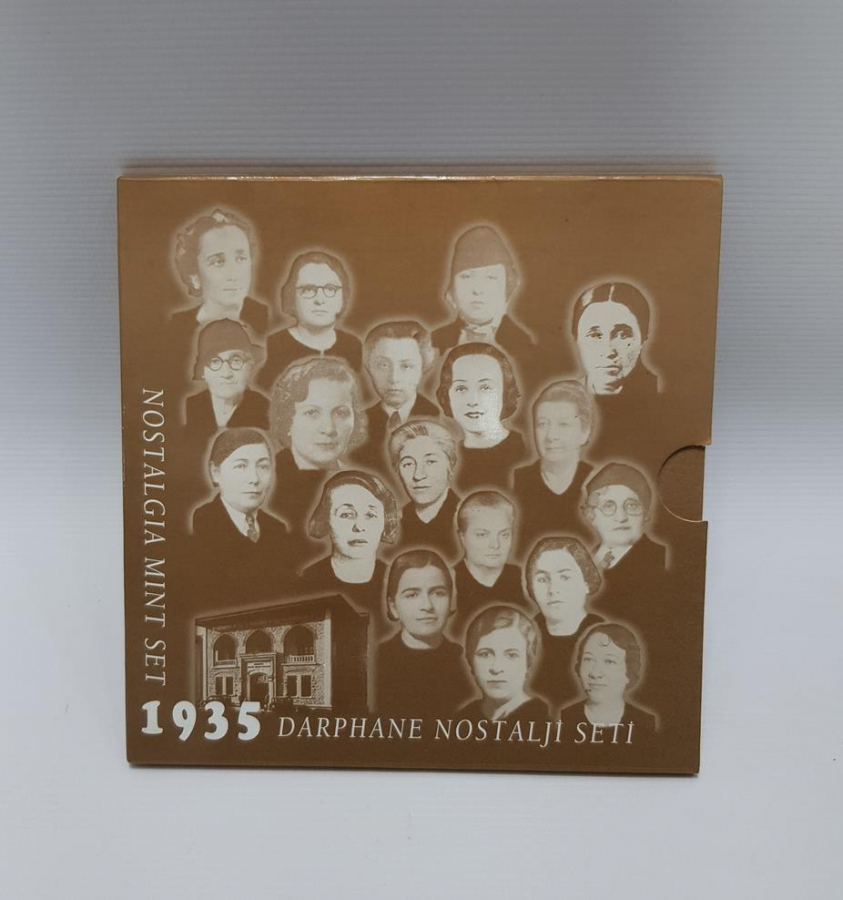 NOSTALGIA MINT SET
1935 DARPHANE NOSTALJİ SETİ